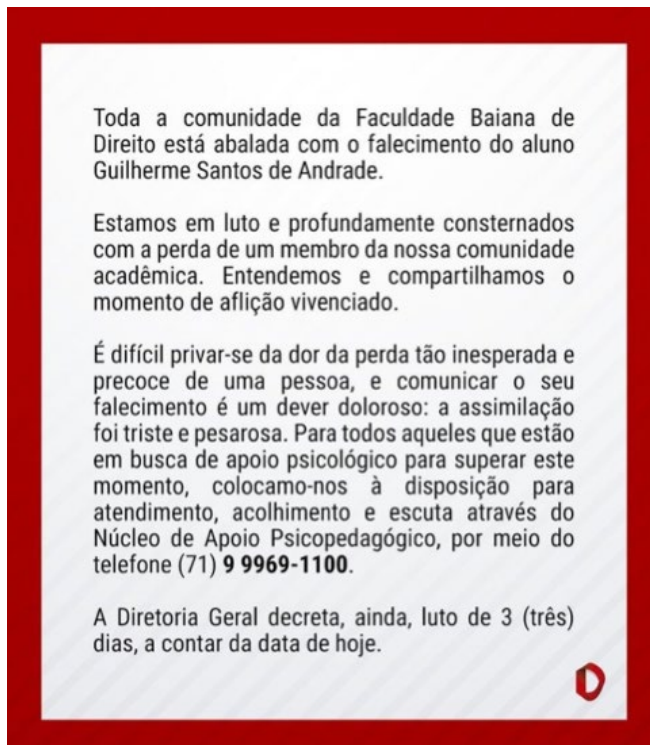 Toda a comunidade da Faculdade Baiana de
Direito está abalada com o falecimento do aluno
Guilherme Santos de Andrade.
Estamos em luto e profundamente consternados
com a perda de um membro da nossa comunidade
acadêmica. Entendemos e compartilhamos o
momento de aflição vivenciado.
É difícil privar-se da dor da perda tão inesperada e
precoce de uma pessoa, e comunicar o seu
falecimento é um dever doloroso: a assimilação
foi triste e pesarosa. Para todos aqueles que estão
em busca de apoio psicológico para superar este
momento, colocamo-nos à disposição para
atendimento, acolhimento e escuta através do
Núcleo de Apoio Psicopedagógico, por meio do
telefone (71) 9 9969-1100.
A Diretoria Geral decreta, ainda, luto de 3 (três)
dias, a contar da data de hoje.